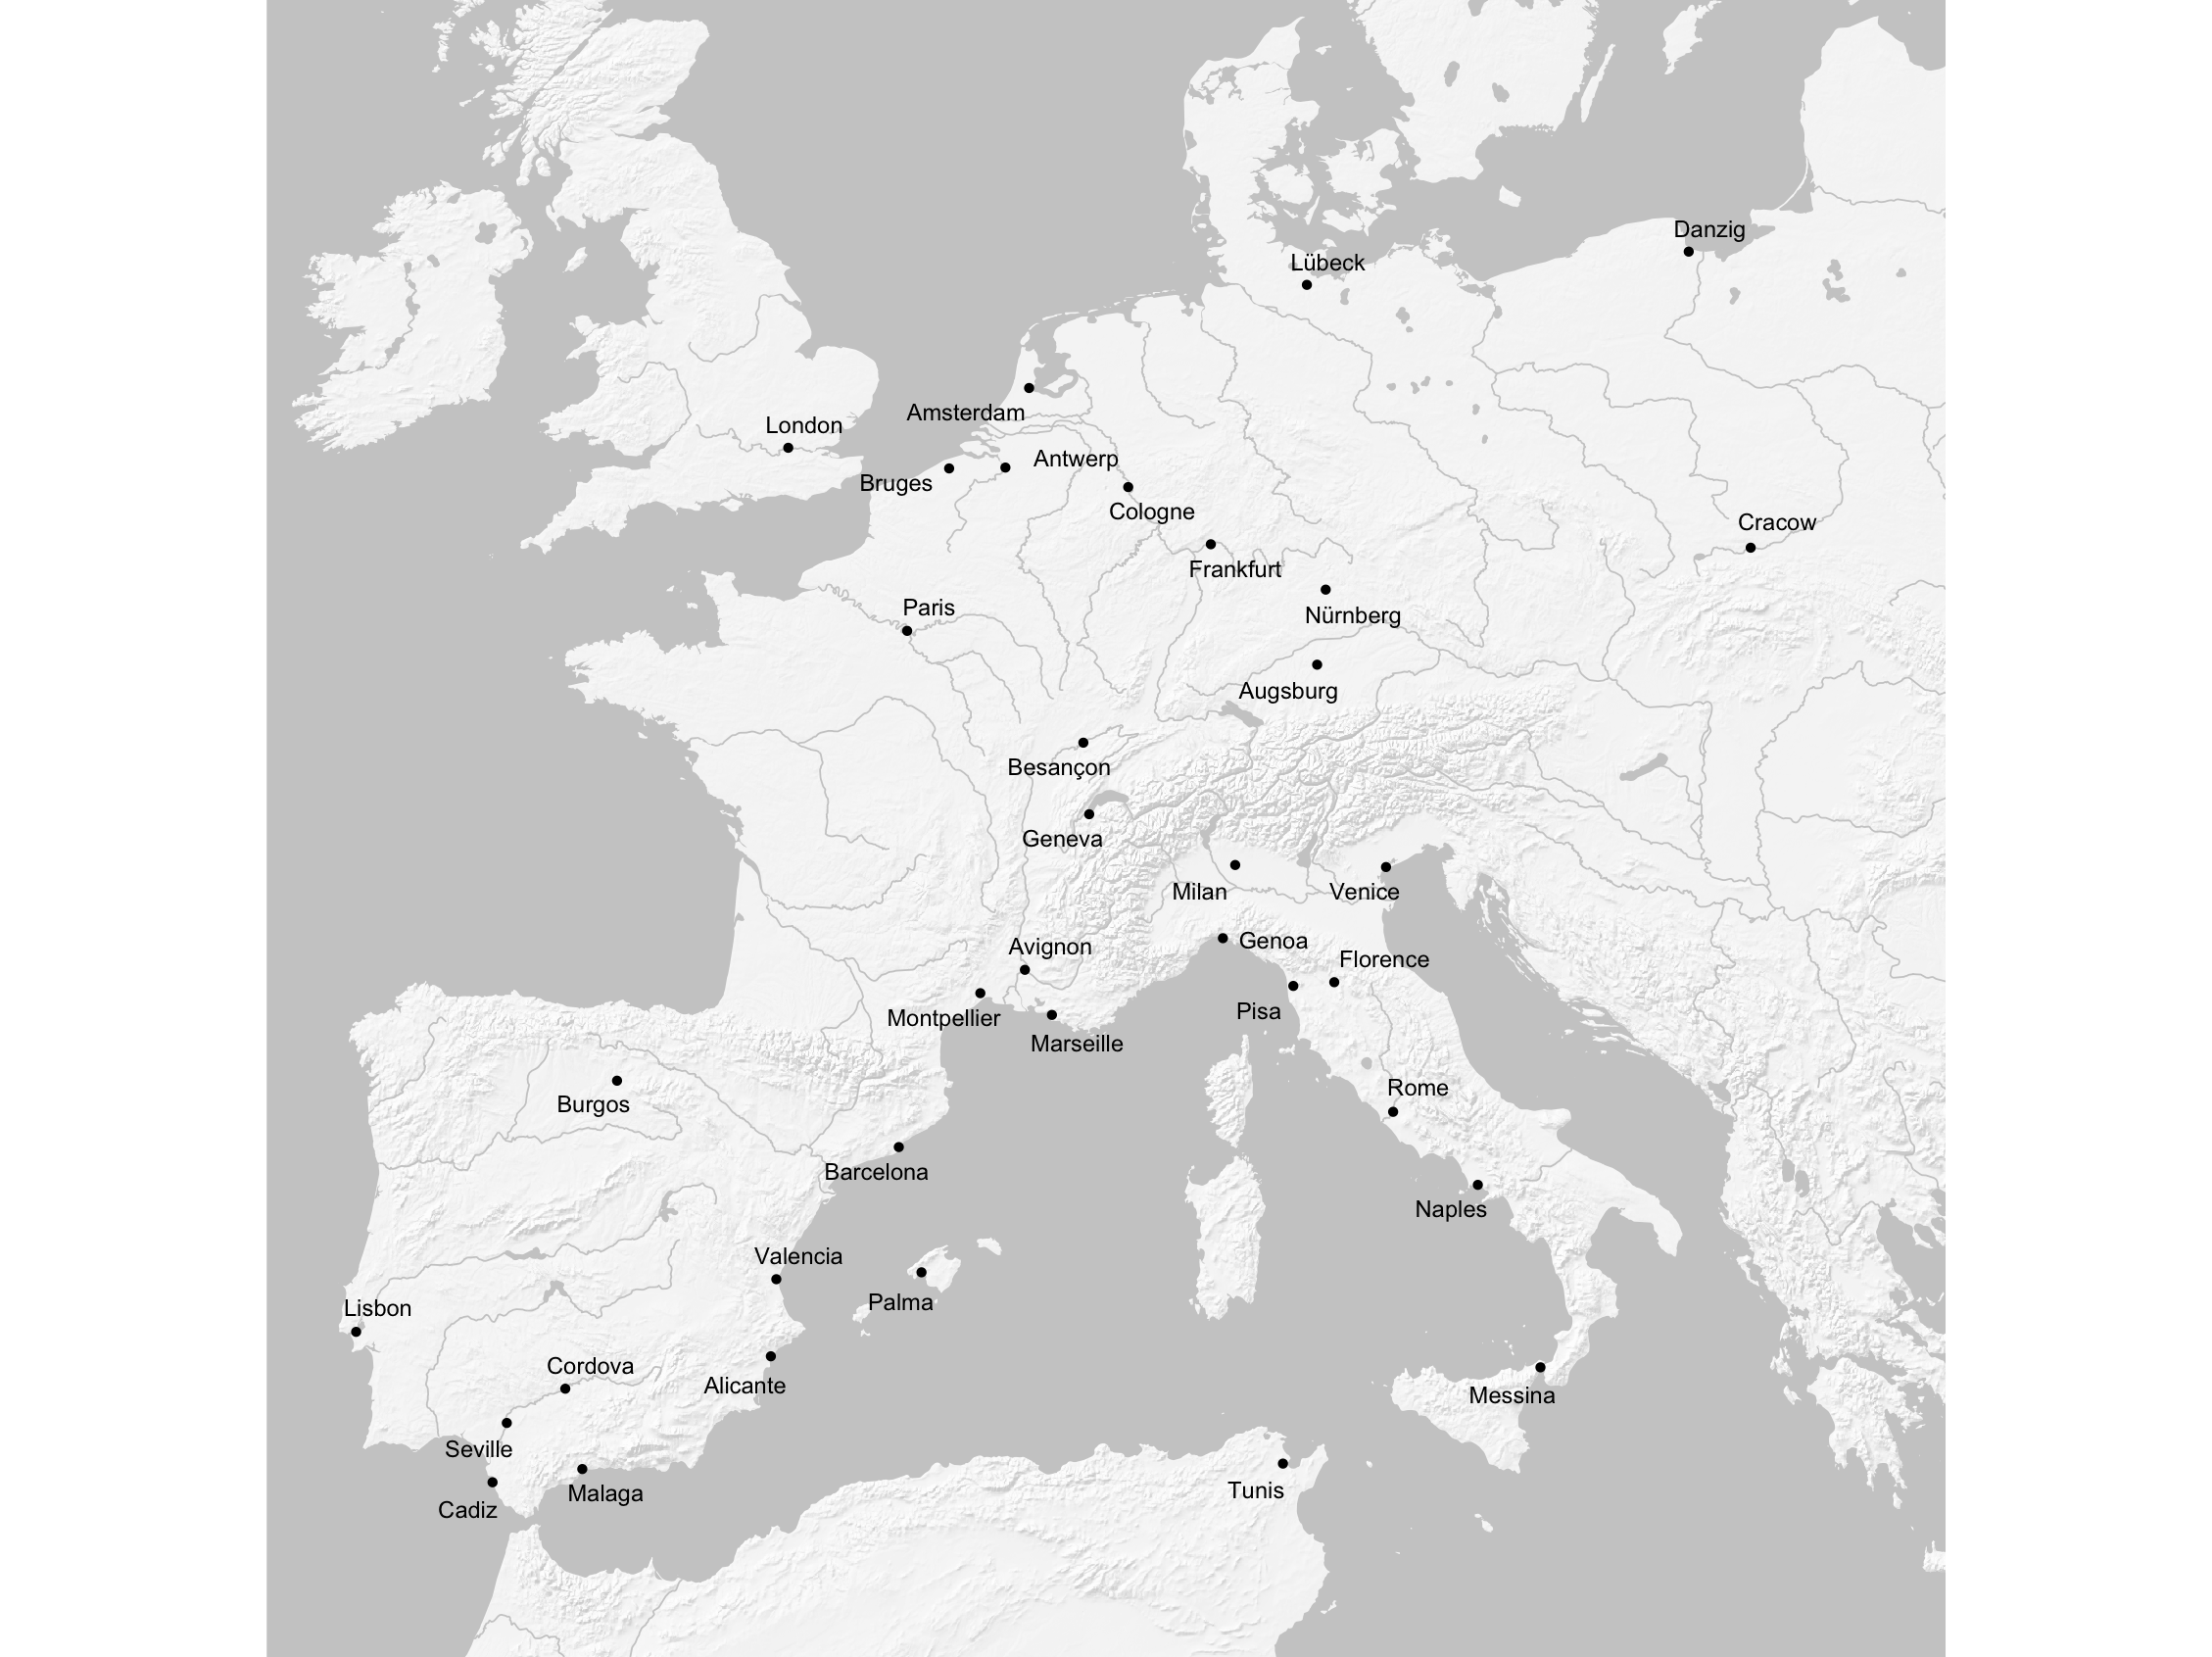 Danzig
Lübeck
Amsterdam
London
Antwerp
Bruges
Cologne
Cracow
Frankfurt
Paris
Nürnberg
Augsburg
Besançon
Geneva
Milan
Venice
Genoa
Avignon
Florence
Pisa
Montpellier
Marseille
Rome
Burgos
Barcelona
Naples
Valencia
Palma
Lisbon
Cordova
Alicante
Messina
Seville
Tunis
Malaga
Cadiz